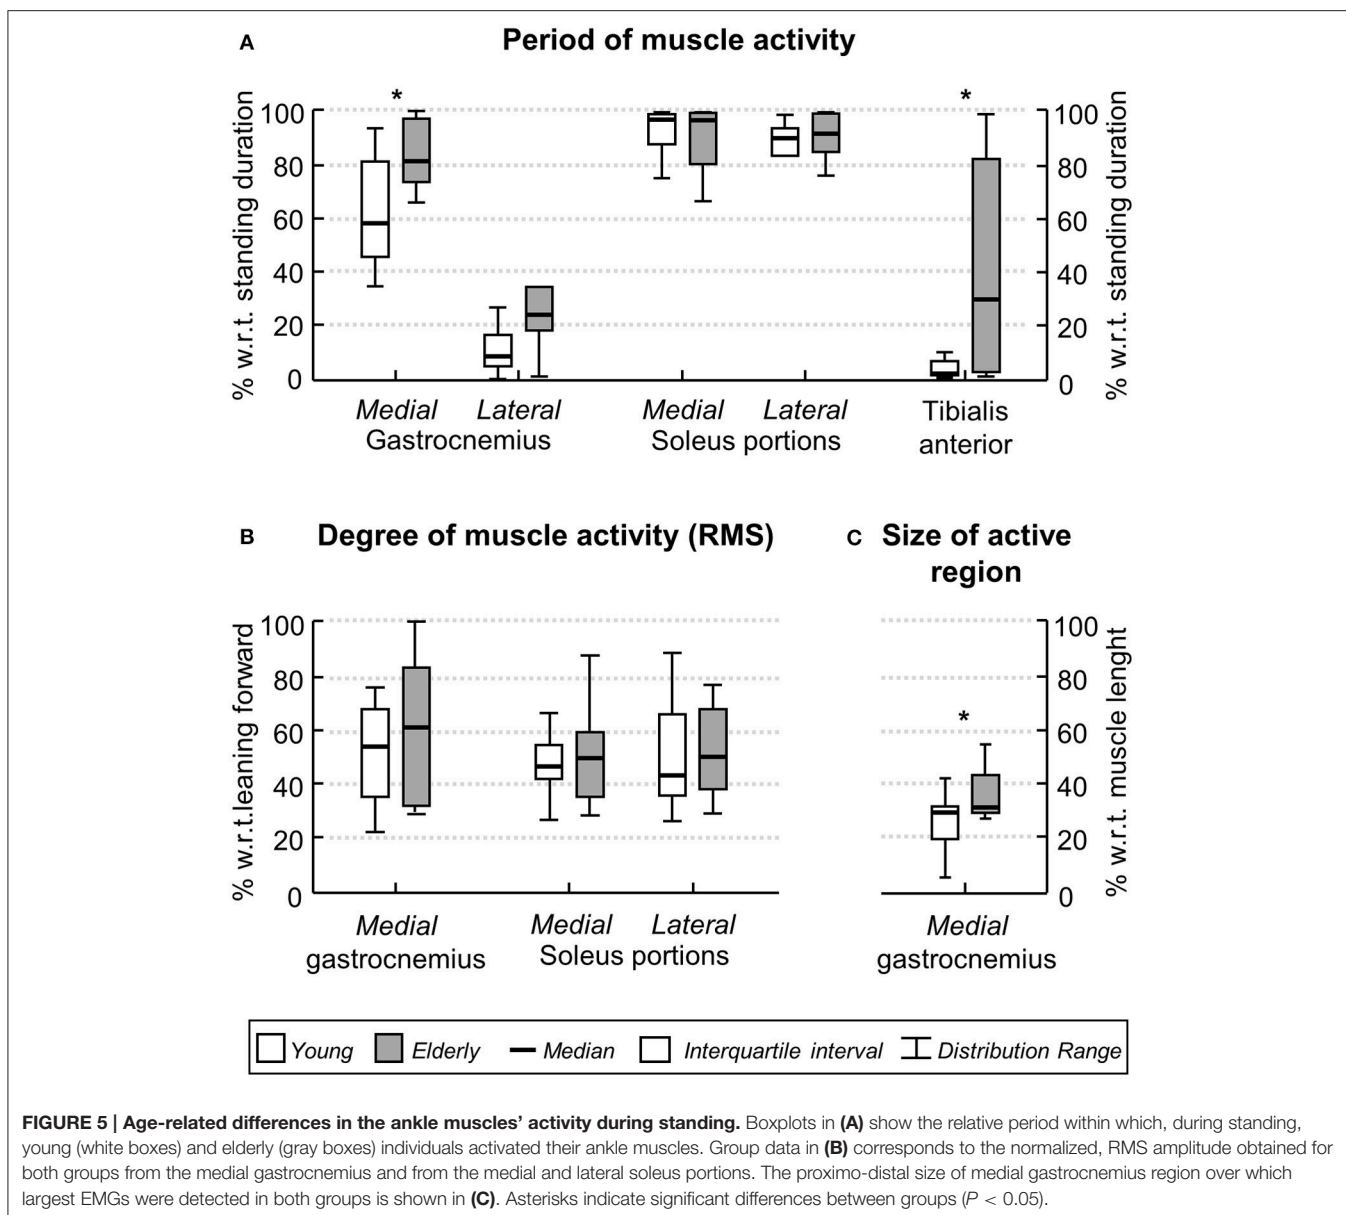 A
Period of muscle activity
% w.r.t. standing duration
100
80
60
40
20
0
*
*
100
80
60
40
20
0
% w.r.t. standing duration
Medial Lateral
Gastrocnemius
Medial Lateral
Soleus portions
Tibialis
anterior
B
Degree of muscle activity (RMS)
% w.r.t.leaning forward
100
80
60
40
20
0
Medial
gastrocnemius
Medial Lateral
Soleus portions
C Size of active
region
*
100
80
60
40
20
0
% w.r.t. muscle lenght
Medial
gastrocnemius
Young Elderly Median Interquartile interval Distribution Range
FIGURE 5 | Age-related differences in the ankle muscles’ activity during standing. Boxplots in (A) show the relative period within which, during standing,
young (white boxes) and elderly (gray boxes) individuals activated their ankle muscles. Group data in (B) corresponds to the normalized, RMS amplitude obtained for
both groups from the medial gastrocnemius and from the medial and lateral soleus portions. The proximo-distal size of medial gastrocnemius region over which
largest EMGs were detected in both groups is shown in (C). Asterisks indicate significant differences between groups (P < 0.05).